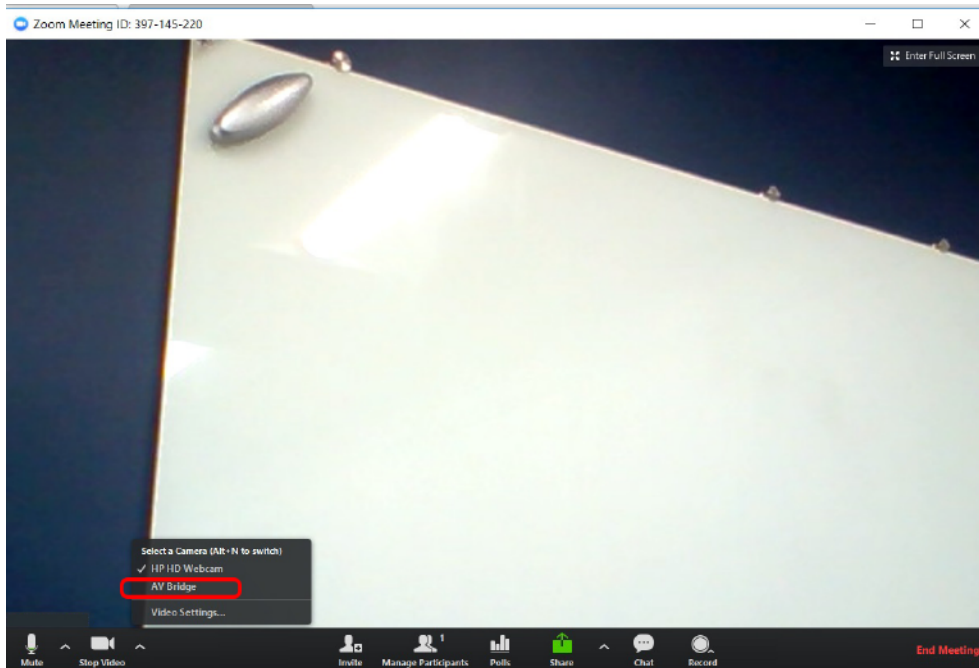 Zoom Meeting ID: 397-145-220
Enter Full Screen
Select a Camera (Alt+N to switch)
✓ HP HD Webcam
AV Bridge
Video Settings...
1
Mute
Stop Video
Invite
Manage Participants
Polls
Share
Chat
Record
End Meeting